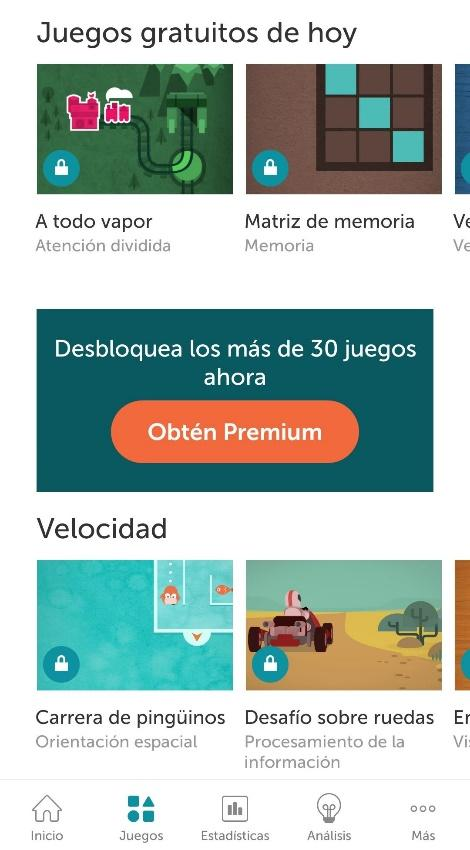 Juegos gratuitos de hoy
A todo vapor
Matriz de memoria
Ve
Atención dividida
Memoria
Ve
Desbloquea los más de 30 juegos
ahora
Obtén Premium
Velocidad
Carrera de pingüinos
Desafío sobre ruedas
En
Orientación espacial
Procesamiento de la
información
Vis
Inicio
Juegos
Estadísticas
Análisis
Más